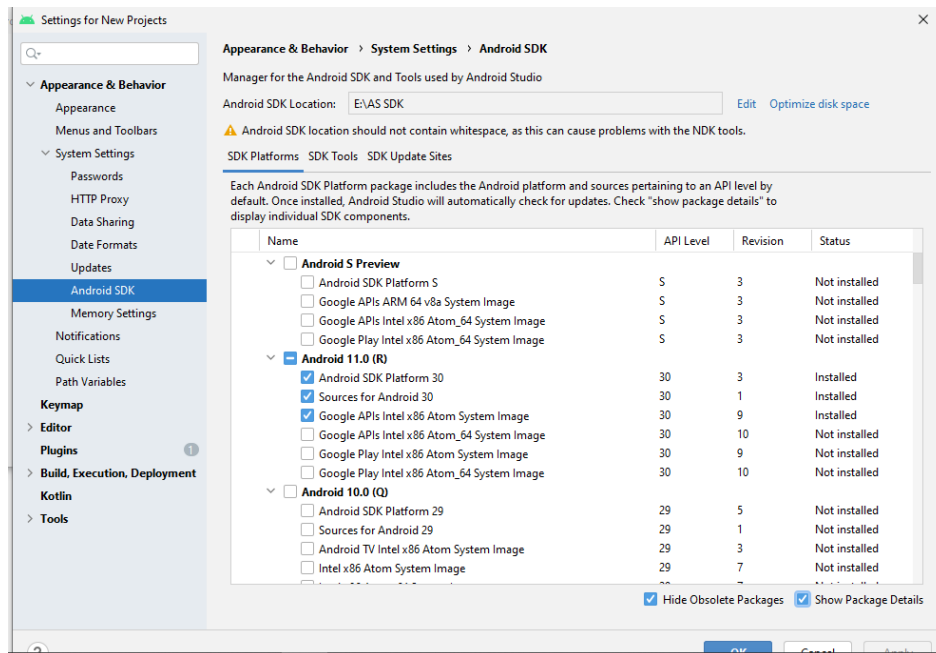 Settings for New Projects
Appearance & Behavior
Appearance
Menus and Toolbars
System Settings
Passwords
HTTP Proxy
Data Sharing
Date Formats
Updates
Android SDK
Memory Settings
Notifications
Quick Lists
Path Variables
Keymap
Editor
Plugins 1
Build, Execution, Deployment
Kotlin
Tools
Appearance & Behavior > System Settings > Android SDK
Manager for the Android SDK and Tools used by Android Studio
Android SDK Location: E:\AS SDK Edit Optimize disk space
Android SDK location should not contain whitespace, as this can cause problems with the NDK tools.
SDK Platforms SDK Tools SDK Update Sites
Each Android SDK Platform package includes the Android platform and sources pertaining to an API level by
default. Once installed, Android Studio will automatically check for updates. Check "show package details" to
display individual SDK components.
Name API Level Revision Status
Android S Preview
Android SDK Platform S S 3 Not installed
Google APIs ARM 64 v8a System Image S 3 Not installed
Google APIs Intel x86 Atom_64 System Image S 3 Not installed
Google Play Intel x86 Atom_64 System Image S 3 Not installed
Android 11.0 (R)
Android SDK Platform 30 30 3 Installed
Sources for Android 30 30 1 Installed
Google APIs Intel x86 Atom System Image 30 9 Installed
Google APIs Intel x86 Atom_64 System Image 30 10 Not installed
Google Play Intel x86 Atom System Image 30 9 Not installed
Google Play Intel x86 Atom_64 System Image 30 10 Not installed
Android 10.0 (Q)
Android SDK Platform 29 29 5 Not installed
Sources for Android 29 29 1 Not installed
Android TV Intel x86 Atom System Image 29 3 Not installed
Intel x86 Atom System Image 29 7 Not installed
Hide Obsolete Packages Show Package Details
? OK Cancel Apply